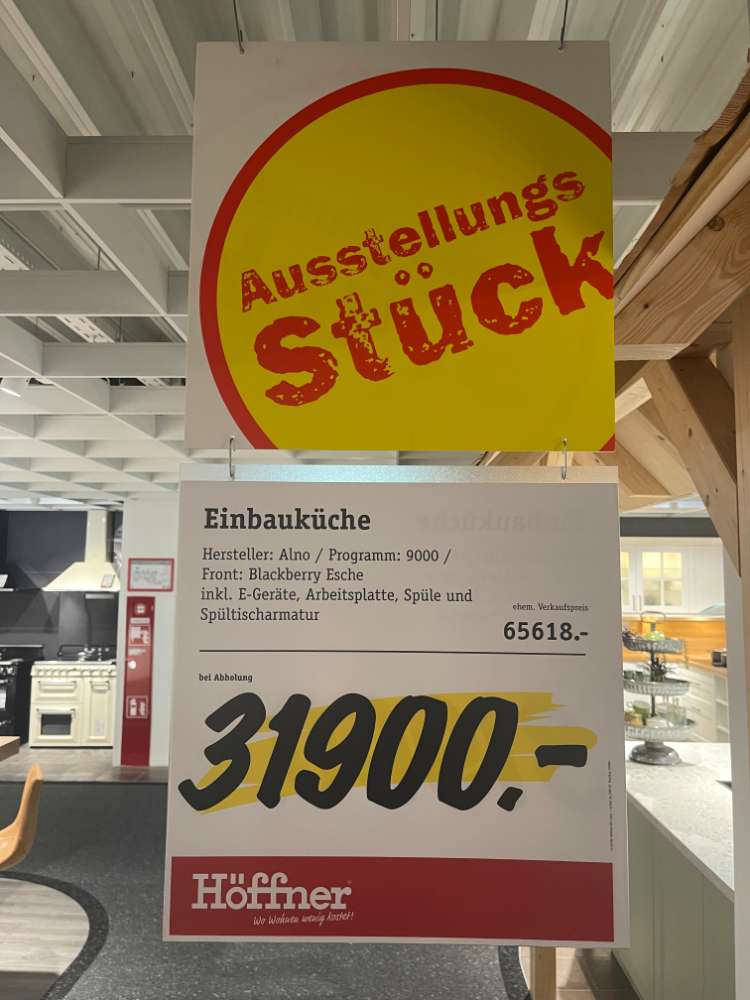 Ausstellungs
Stück
Einbauküche
Hersteller: Alno / Programm: 9000 /
Front: Blackberry Esche
inkl. E-Geräte, Arbeitsplatte, Spüle und
Spültischarmatur
ehem. Verkaufspreis
65618.-
bei Abholung
31900.-
Höffner
Wo Wohnen wenig kostet!